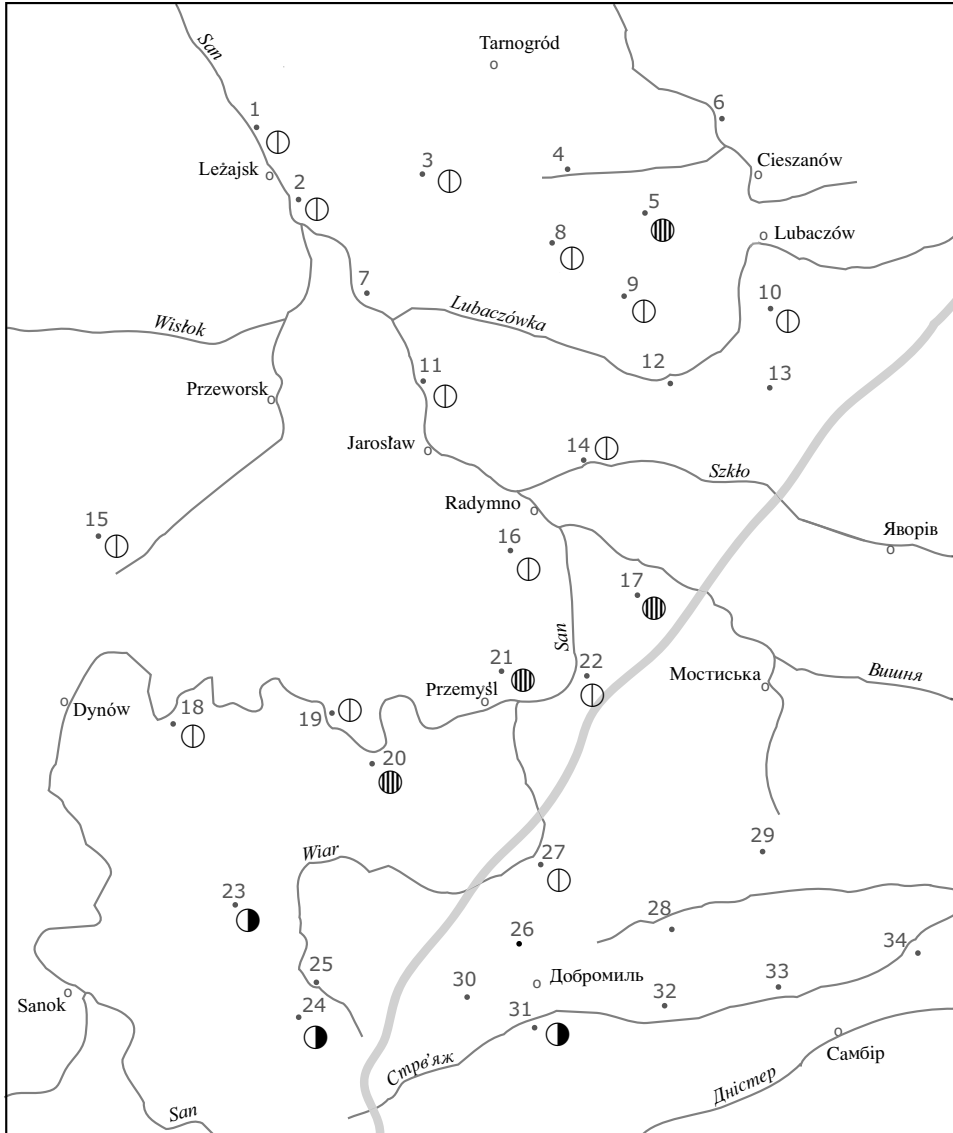 San
Tarnogród
1
6
3
4
Cieszanów
Leżajsk
2
5
8
Lubaczów
7
9
10
Lubaczówka
Wisłok
11
12
13
Przeworsk
14
Jarosław
Szkło
Radymno
15
Яворів
16
17
San
21
22
Мостиська
Вишня
Przemyśl
Dynów
18
19
20
Wiar
27
29
23
28
26
34
25
30
Добромиль
33
Sanok
24
31
32
Стрв’яж
Самбір
Дністер
San